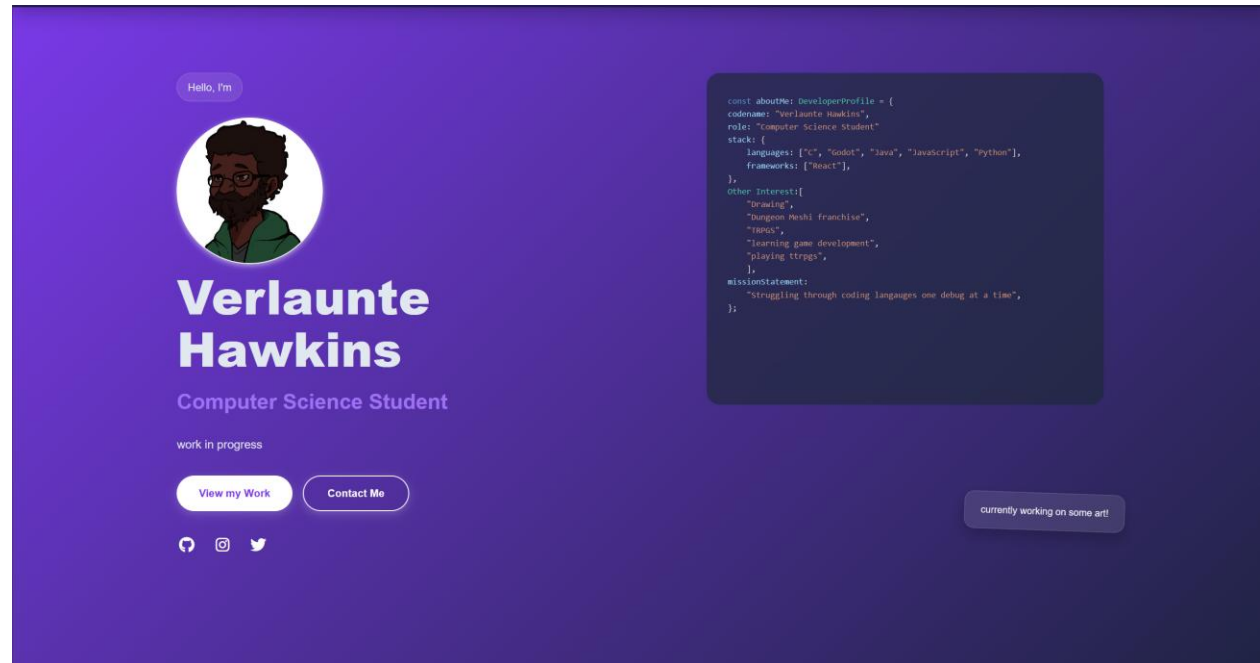 Hello, I'm
Verlaunte
Hawkins
Computer Science Student
work in progress
View my Work
Contact Me
const aboutMe: DeveloperProfile = {
codename: "Verlaunte Hawkins",
role: "Computer Science Student"
stack: {
    languages: ["C", "Godot", "Java", "JavaScript", "Python"],
    frameworks: ["React"],
},
Other Interest:[
    "Drawing",
    "Dungeon Meshi franchise",
    "TRPGS",
    "learning game development",
    "playing ttrpgs",
    ],
missionStatement:
    "Struggling through coding langauges one debug at a time",
};
currently working on some art!